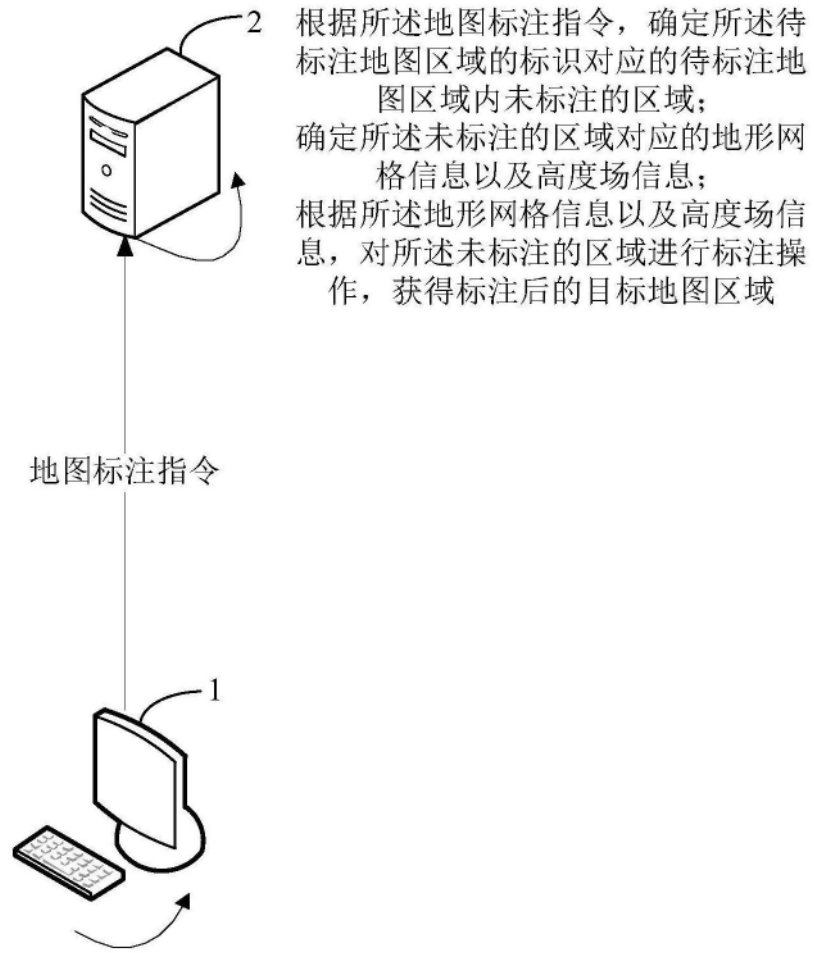 2
根据所述地图标注指令，确定所述待
标注地图区域的标识对应的待标注地
图区域内未标注的区域；
确定所述未标注的区域对应的地形网
格信息以及高度场信息；
根据所述地形网格信息以及高度场信
息，对所述未标注的区域进行标注操
作，获得标注后的目标地图区域
地图标注指令
1